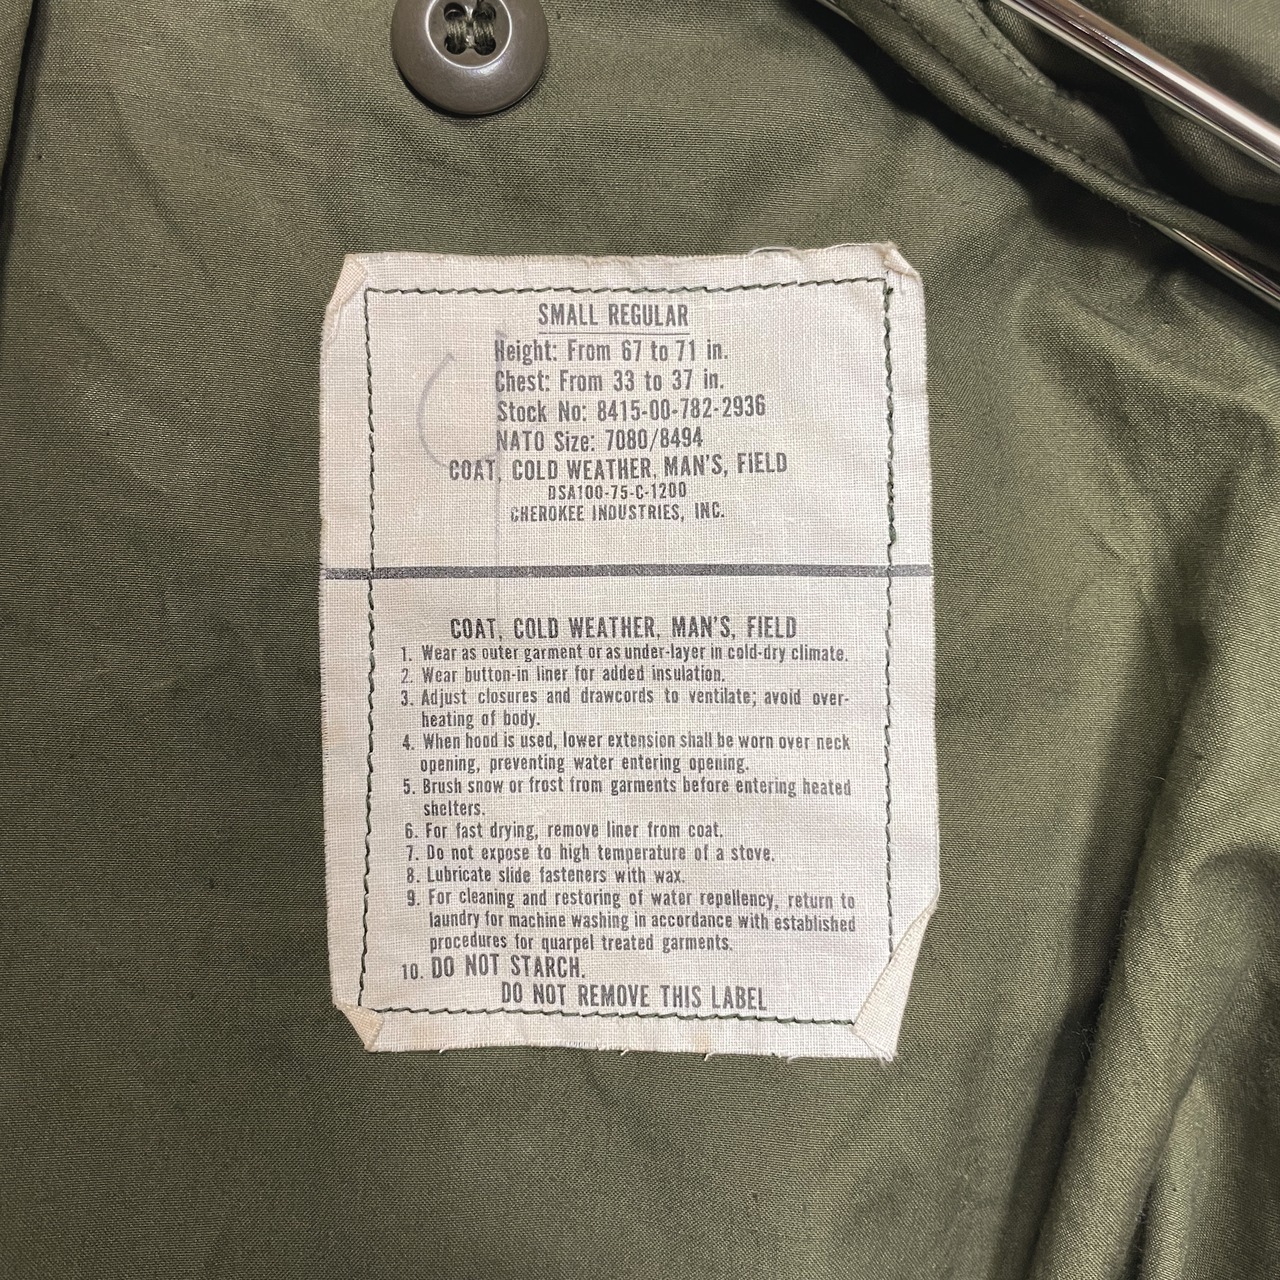 SMALL REGULAR
Height: From 67 to 71 in.
Chest: From 33 to 37 in.
Stock No: 8415-00-782-2936
NATO Size: 7080/8494
COAT, COLD WEATHER, MAN'S, FIELD
DSA100-75-C-1200
CHEROKEE INDUSTRIES, INC.
COAT, COLD WEATHER, MAN'S, FIELD
1. Wear as outer garment or as under-layer in cold-dry climate.
2. Wear button-in liner for added insulation.
3. Adjust closures and drawcords to ventilate; avoid over-
heating of body.
4. When hood is used, lower extension shall be worn over neck
opening, preventing water entering opening.
5. Brush snow or frost from garments before entering heated
shelters.
6. For fast drying, remove liner from coat.
7. Do not expose to high temperature of a stove.
8. Lubricate slide fasteners with wax.
9. For cleaning and restoring of water repellency, return to
laundry for machine washing in accordance with established
procedures for quarpel treated garments.
10. DO NOT STARCH.
DO NOT REMOVE THIS LABEL